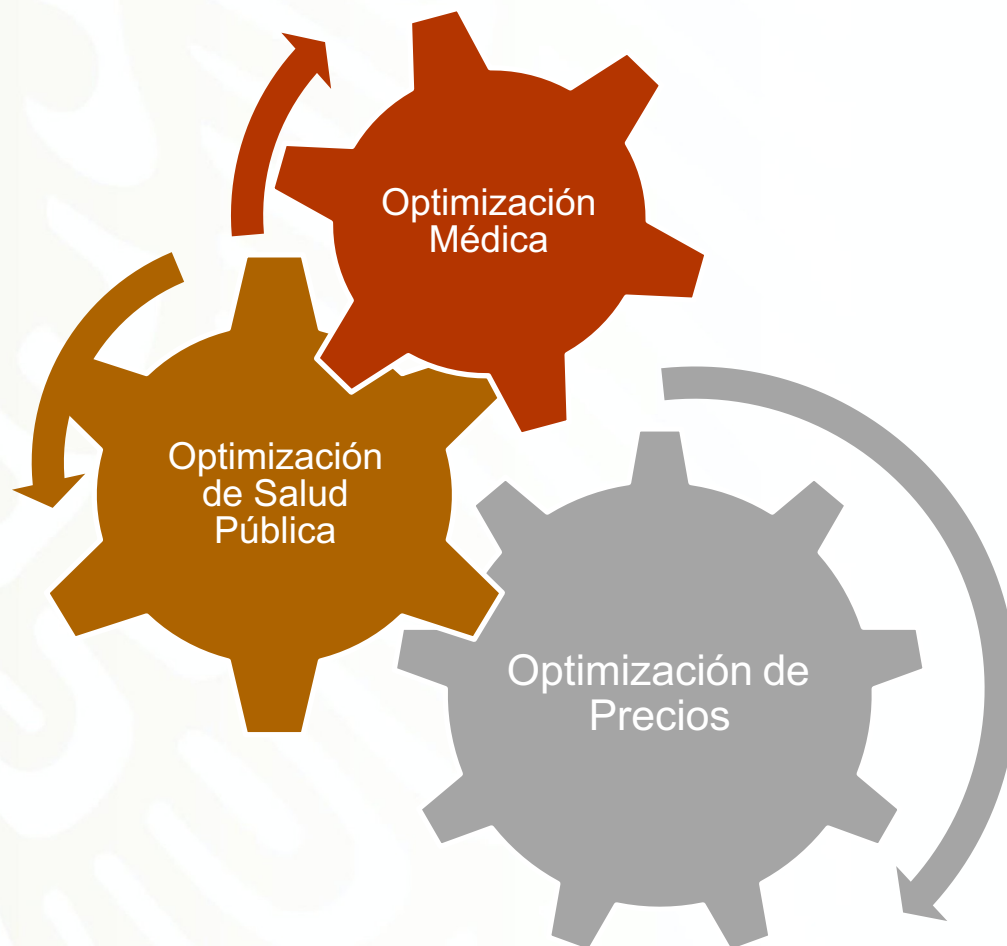 Optimización
Médica
Optimización
de Salud
Pública
Optimización de
Precios